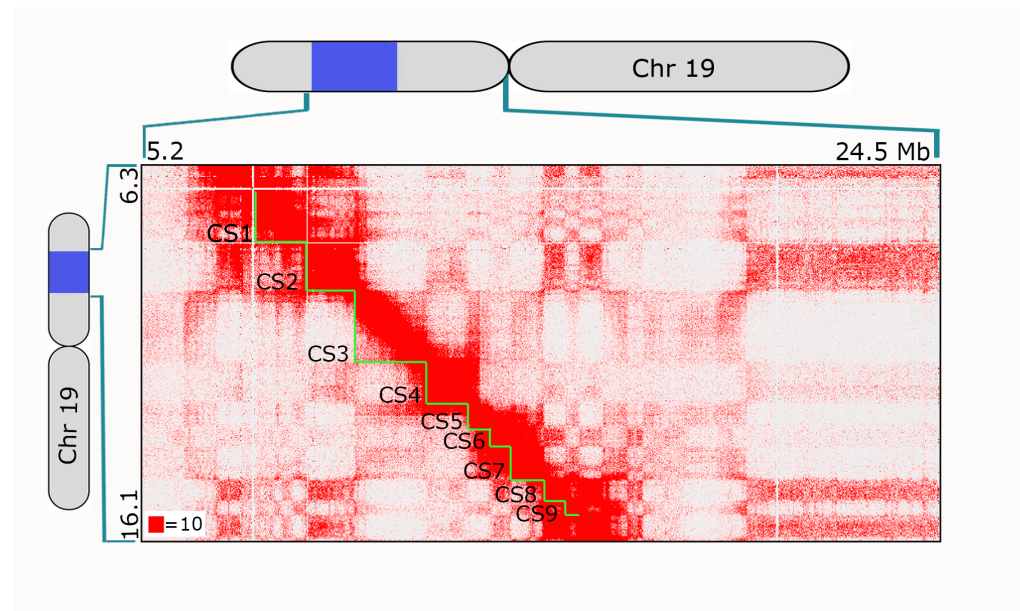 Chr 19
5.2
24.5 Mb
6.3
CS1
CS2
CS3
CS4
Chr 19
CS5
CS6
CS7
CS8
CS9
16.1
=10